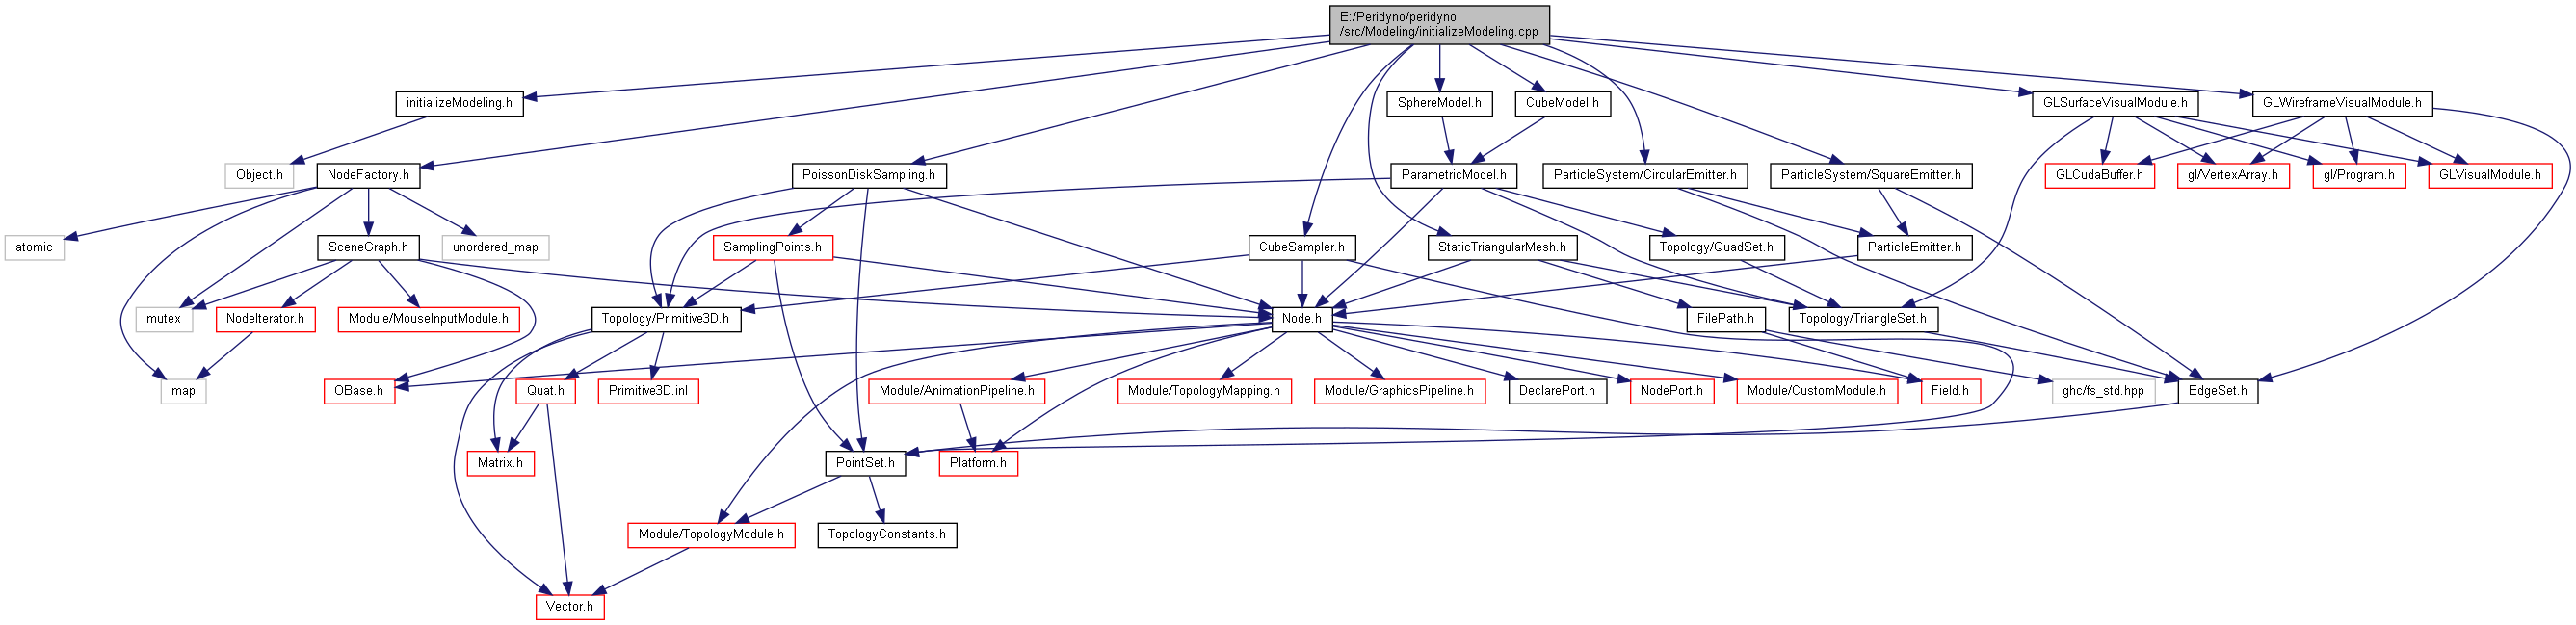 E:/Peridyno/peridyno
/src/Modeling/initializeModeling.cpp
initializeModeling.h
SphereModel.h
CubeModel.h
GLSurfaceVisualModule.h
GLWireframeVisualModule.h
Object.h
NodeFactory.h
PoissonDiskSampling.h
ParametricModel.h
ParticleSystem/CircularEmitter.h
ParticleSystem/SquareEmitter.h
GLCudaBuffer.h
gl/VertexArray.h
gl/Program.h
GLVisualModule.h
atomic
SceneGraph.h
unordered_map
SamplingPoints.h
CubeSampler.h
StaticTriangularMesh.h
Topology/QuadSet.h
ParticleEmitter.h
mutex
NodeIterator.h
Module/MouseInputModule.h
Topology/Primitive3D.h
Node.h
FilePath.h
Topology/TriangleSet.h
map
OBase.h
Quat.h
Primitive3D.inl
Module/AnimationPipeline.h
Module/TopologyMapping.h
Module/GraphicsPipeline.h
DeclarePort.h
NodePort.h
Module/CustomModule.h
Field.h
ghc/fs_std.hpp
EdgeSet.h
Matrix.h
PointSet.h
Platform.h
Module/TopologyModule.h
TopologyConstants.h
Vector.h